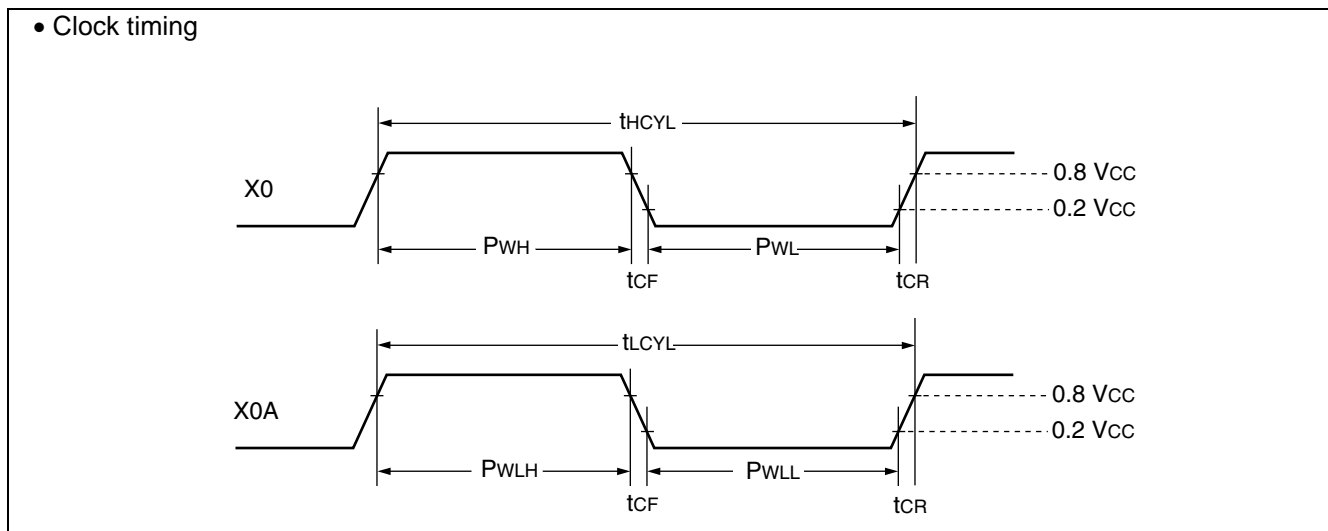 • Clock timing
tHCYL
X0
0.8 VCC
0.2 VCC
PWH
PWL
tCF
tCR
tLCYL
X0A
0.8 VCC
0.2 VCC
PWLH
PWLL
tCF
tCR